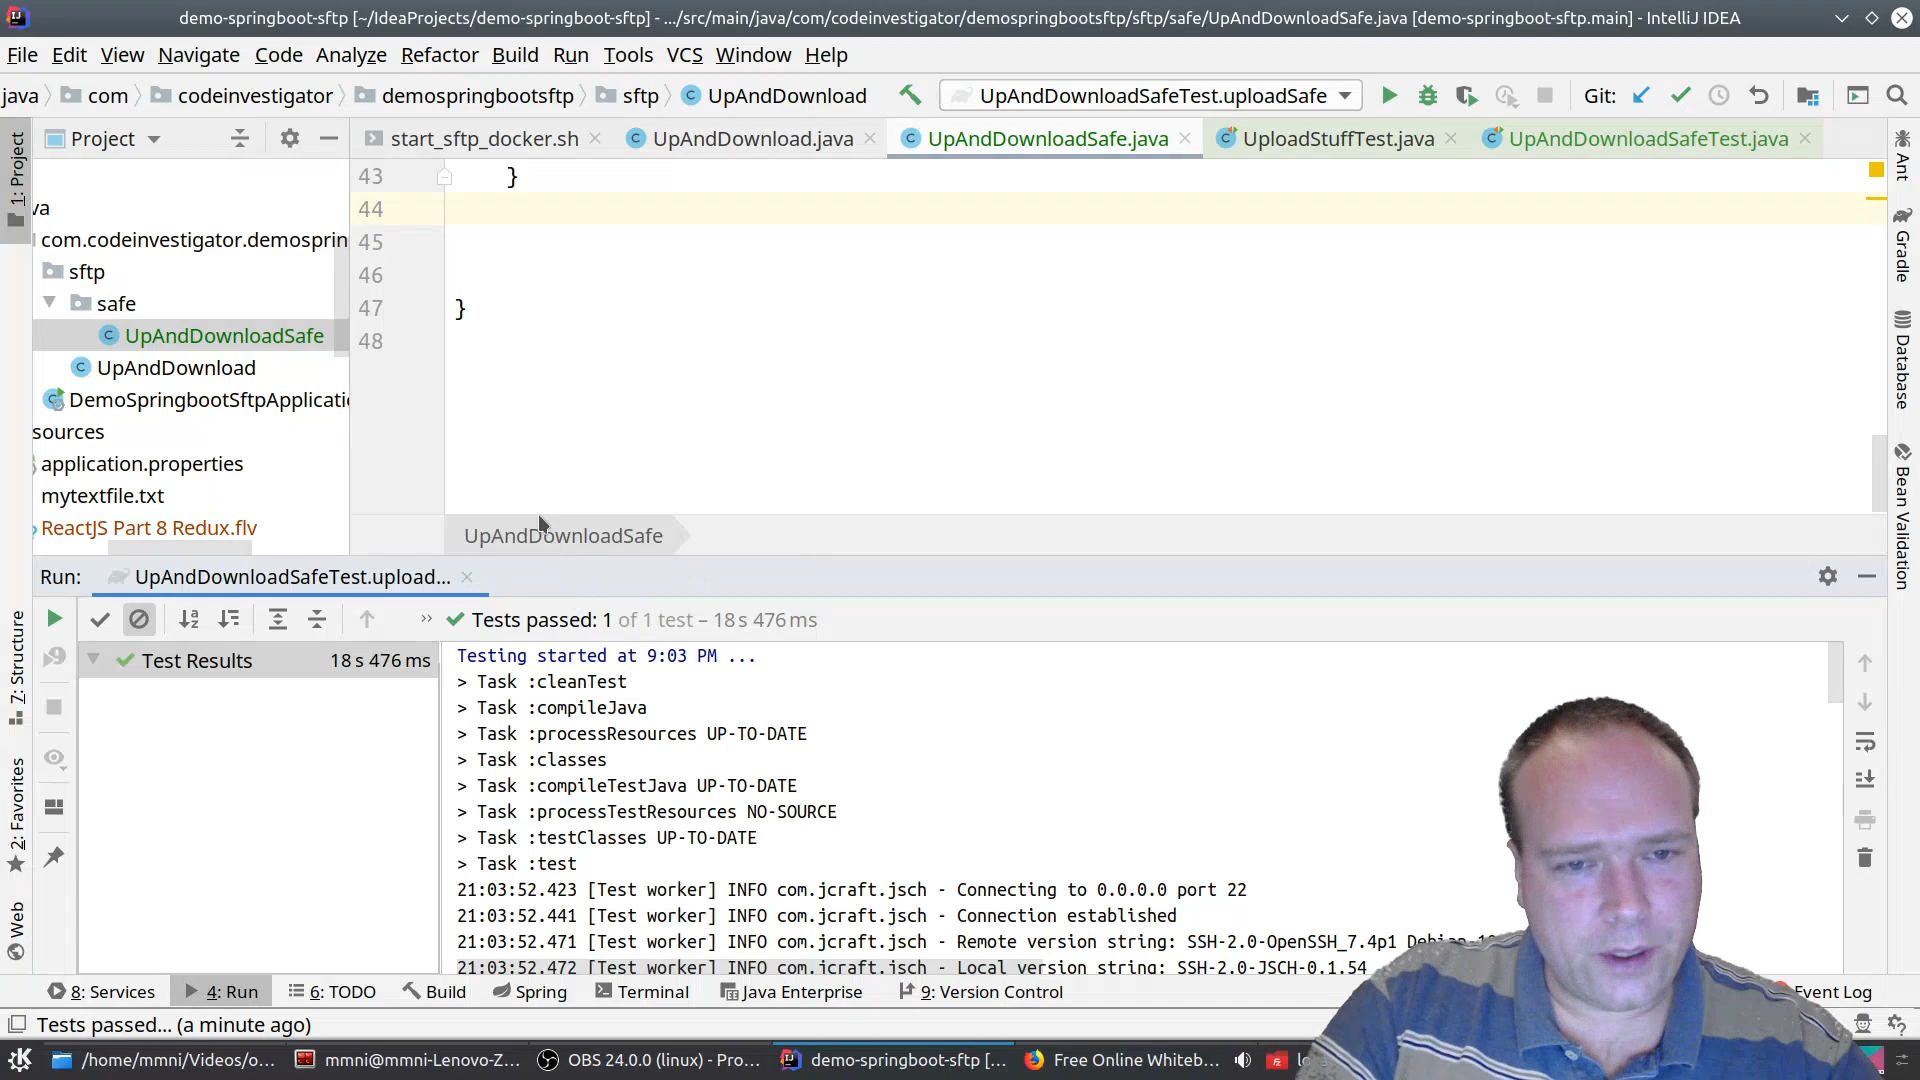 demo-springboot-sftp [~/IdeaProjects/demo-springboot-sftp] - .../src/main/java/com/codeinvestigator/demospringbootsftp/sftp/safe/UpAndDownloadSafe.java [demo-springboot-sftp.main] - IntelliJ IDEA
File Edit View Navigate Code Analyze Refactor Build Run Tools VCS Window Help
java com codeinvestigator demospringbootsftp sftp UpAndDownload UpAndDownloadSafeTest.uploadSafe Git:
1: Project
Project
start_sftp_docker.sh UpAndDownload.java UpAndDownloadSafe.java UploadStuffTest.java UpAndDownloadSafeTest.java
va
com.codeinvestigator.demosprin
sftp
safe
UpAndDownloadSafe
UpAndDownload
DemoSpringbootSftpApplicatio
sources
application.properties
mytextfile.txt
ReactJS Part 8 Redux.flv
43 }
44
45
46
47 }
48
UpAndDownloadSafe
Ant
Gradle
Database
Bean Validation
Run: UpAndDownloadSafeTest.upload...
Tests passed: 1 of 1 test – 18 s 476 ms
Test Results 18 s 476 ms
Testing started at 9:03 PM ...
> Task :cleanTest
> Task :compileJava
> Task :processResources UP-TO-DATE
> Task :classes
> Task :compileTestJava UP-TO-DATE
> Task :processTestResources NO-SOURCE
> Task :testClasses UP-TO-DATE
> Task :test
21:03:52.423 [Test worker] INFO com.jcraft.jsch - Connecting to 0.0.0.0 port 22
21:03:52.441 [Test worker] INFO com.jcraft.jsch - Connection established
21:03:52.471 [Test worker] INFO com.jcraft.jsch - Remote version string: SSH-2.0-OpenSSH_7.4p1 Debian-10
21:03:52.472 [Test worker] INFO com.jcraft.jsch - Local version string: SSH-2.0-JSCH-0.1.54
7: Structure
2: Favorites
Web
8: Services 4: Run 6: TODO Build Spring Terminal Java Enterprise 9: Version Control Event Log
Tests passed... (a minute ago)
/home/mmni/Videos/o... mmni@mmni-Lenovo-Z... OBS 24.0.0 (linux) - Pro... demo-springboot-sftp [... Free Online Whiteb...